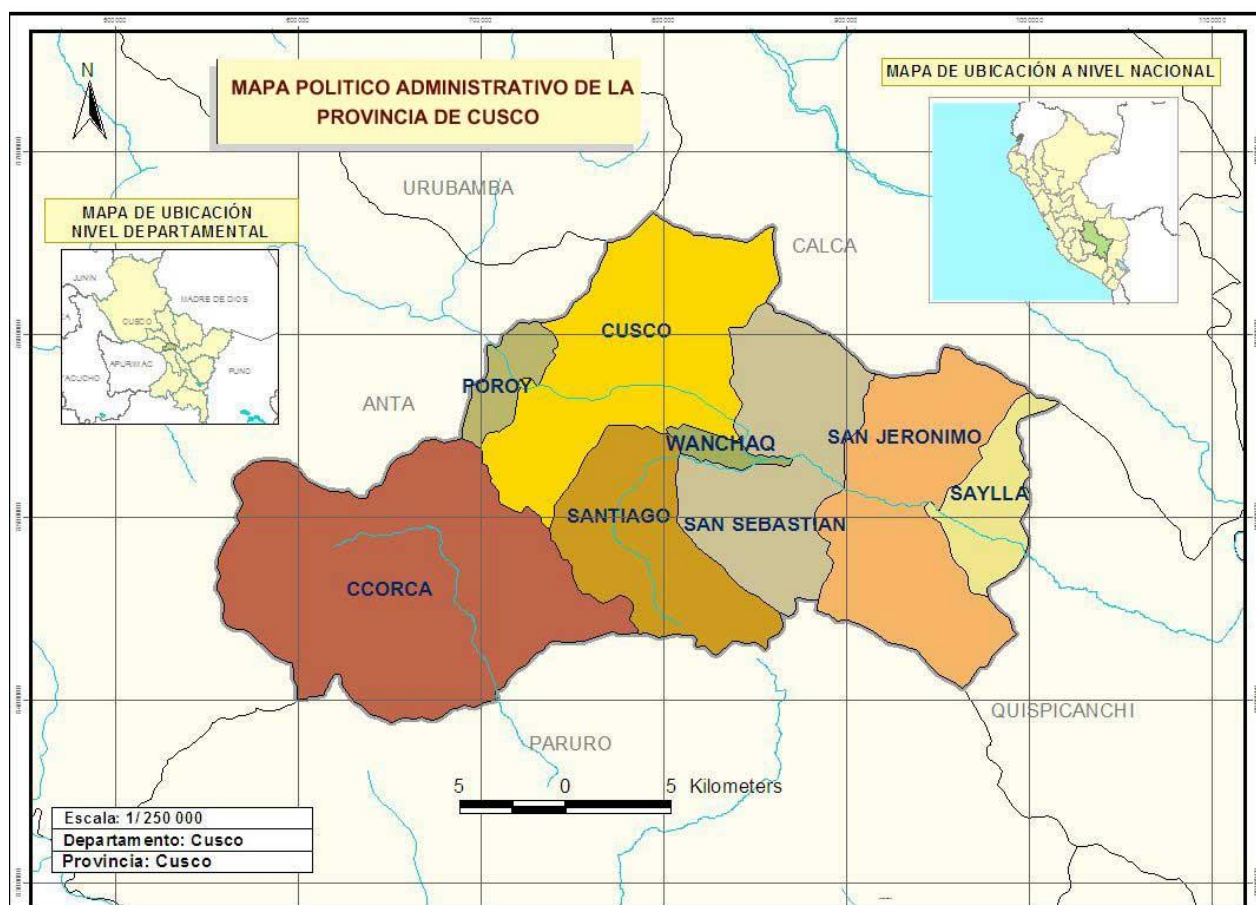 MAPA POLITICO ADMINISTRATIVO DE LA
PROVINCIA DE CUSCO
MAPA DE UBICACIÓN A NIVEL NACIONAL
N
URUBAMBA
MAPA DE UBICACIÓN
NIVEL DEPARTAMENTAL
CALCA
JUNIN
MADRE DE DIOS
CUSCO
APURIMAC
PUNO
CUSCO
POROY
ANTA
WANCHAQ
SAN JERONIMO
SAYLLA
SANTIAGO
SAN SEBASTIAN
CCORCA
QUISPICANCHI
PARURO
5 0 5 Kilometers
Escala: 1/250 000
Departamento: Cusco
Provincia: Cusco